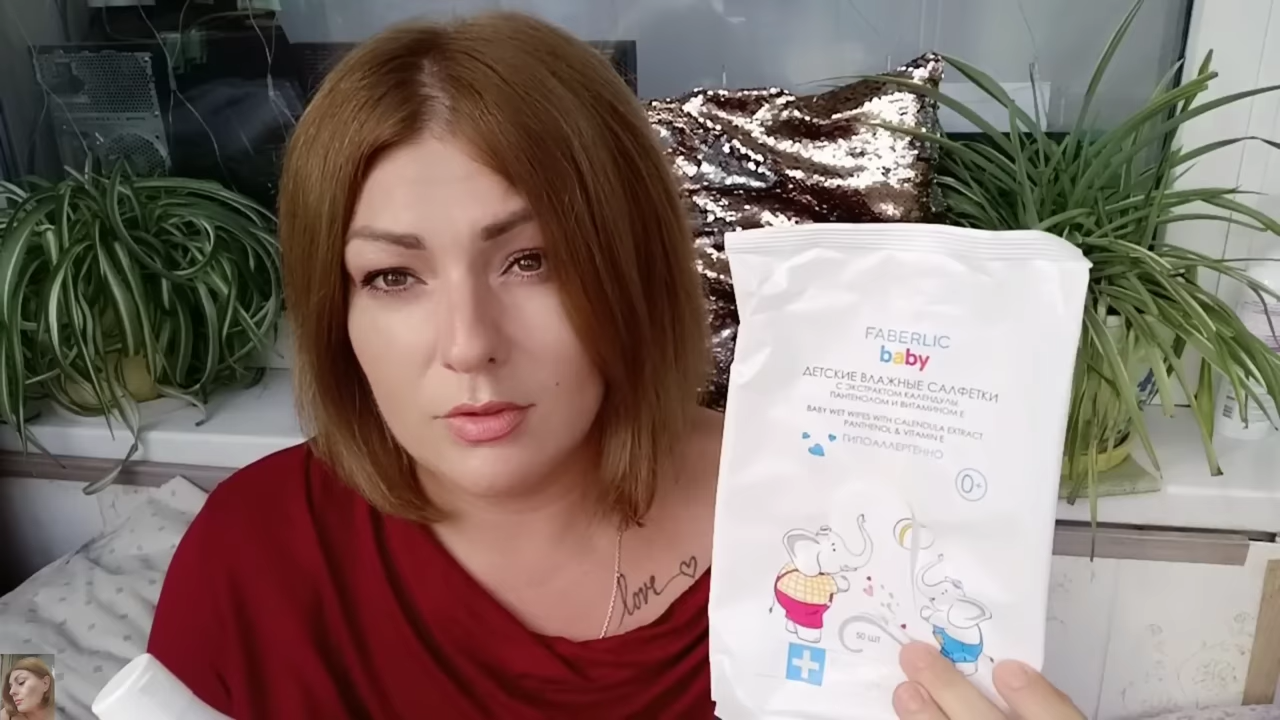 love
FABERLIC
baby
ДЕТСКИЕ ВЛАЖНЫЕ САЛФЕТКИ
С ЭКСТРАКТОМ КАЛЕНДУЛЫ,
ПАНТЕНОЛОМ И ВИТАМИНОМ Е
BABY WET WIPES WITH CALENDULA EXTRACT
PANTHENOL & VITAMIN E
ГИПОАЛЛЕРГЕННО
0+
50 ШТ